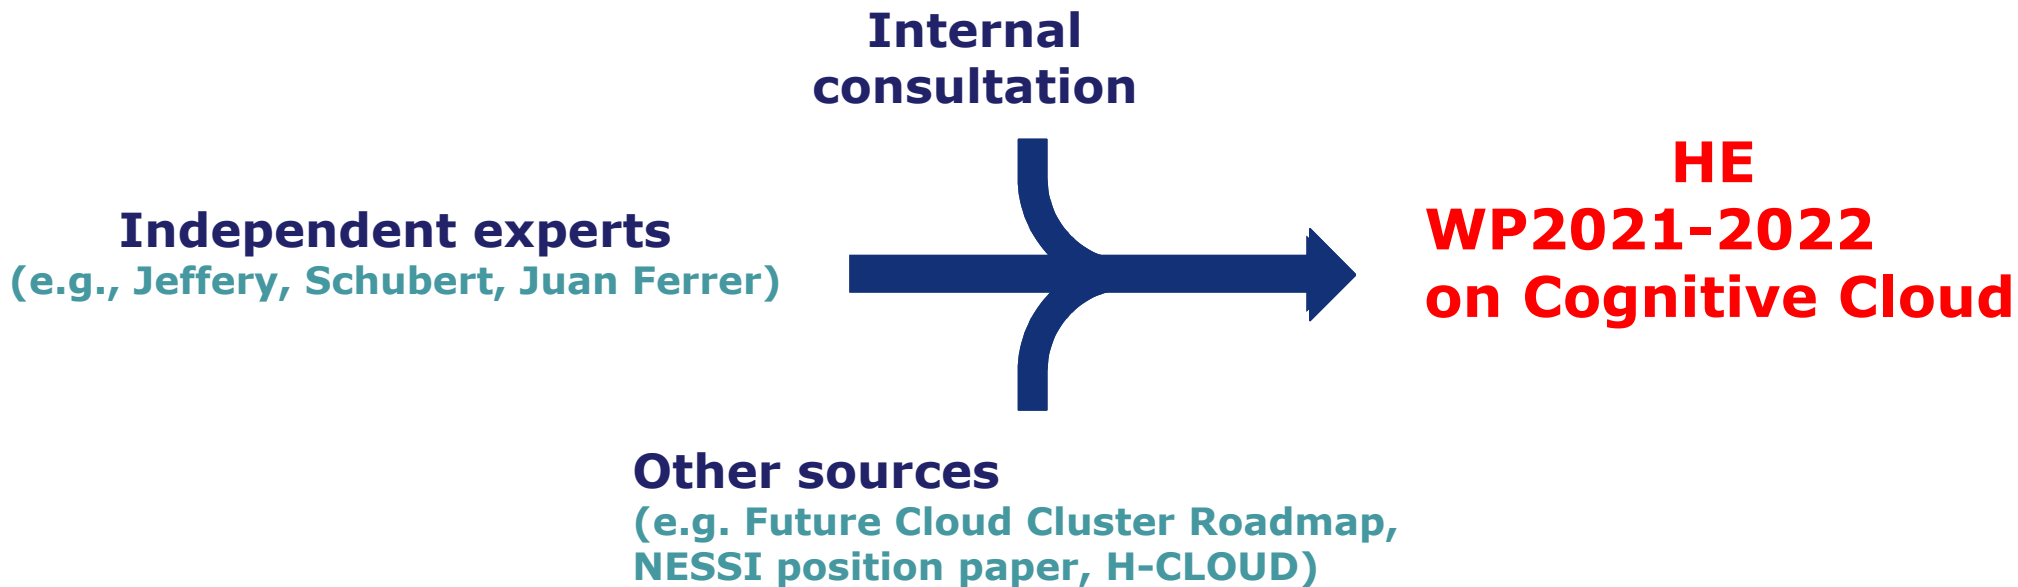 Internal
consultation
Independent experts
(e.g., Jeffery, Schubert, Juan Ferrer)
HE
WP2021-2022
on Cognitive Cloud
Other sources
(e.g. Future Cloud Cluster Roadmap,
NESSI position paper, H-CLOUD)